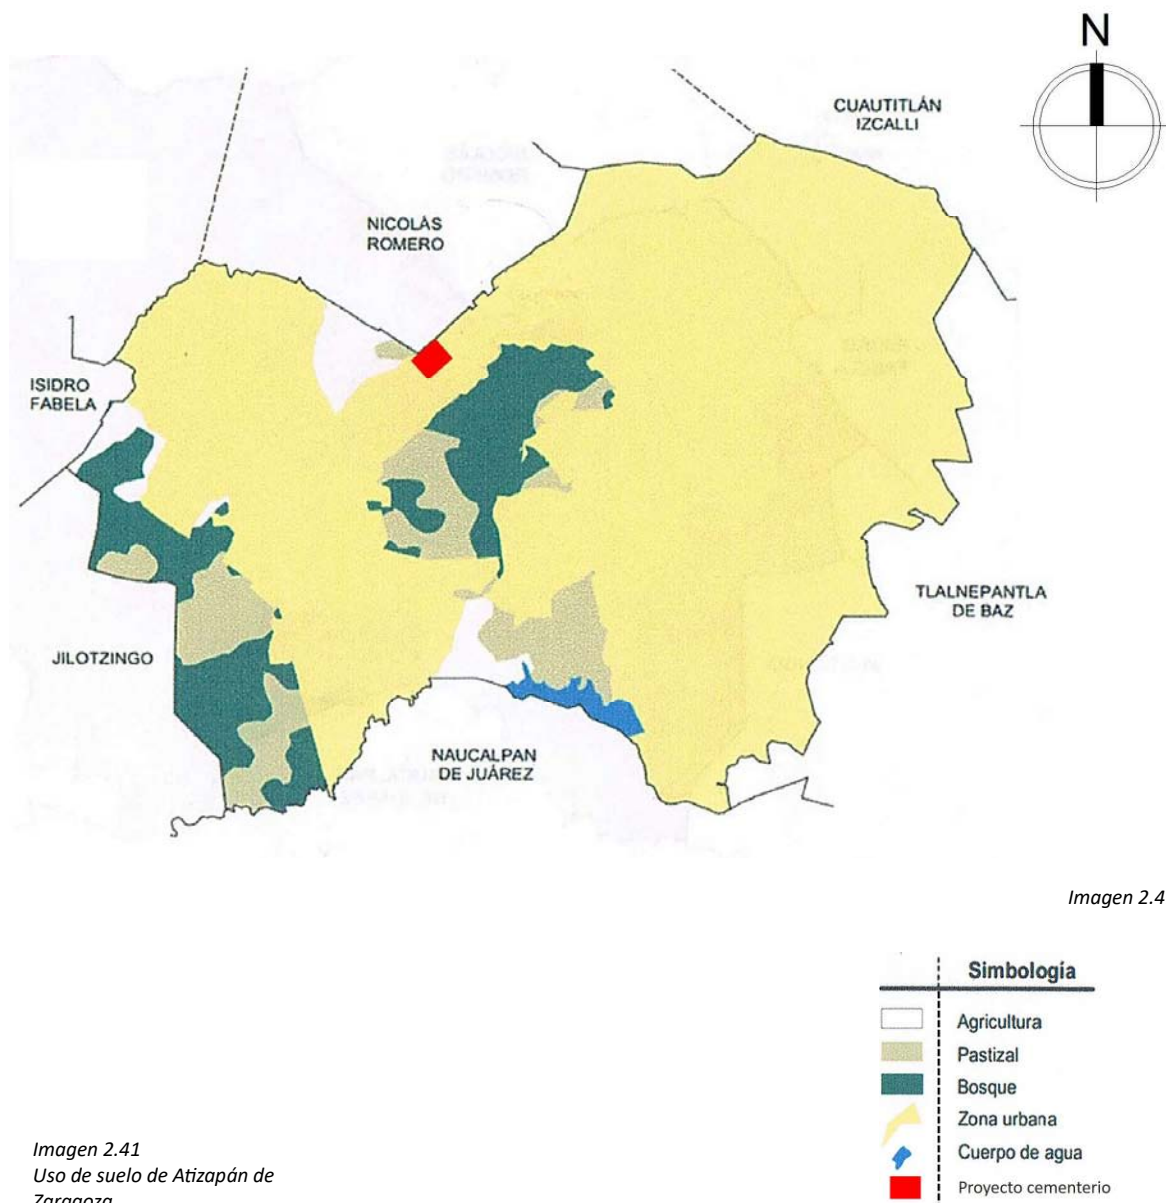 N
CUAUTITLÁN
IZCALLI
NICOLÁS
ROMERO
ISIDRO
FABELA
TLALNEPANTLA
DE BAZ
JILOTZINGO
NAUCALPAN
DE JUÁREZ
Imagen 2.4
Simbología
Agricultura
Pastizal
Bosque
Zona urbana
Cuerpo de agua
Proyecto cementerio
Imagen 2.41
Uso de suelo de Atizapán de
Zaragoza